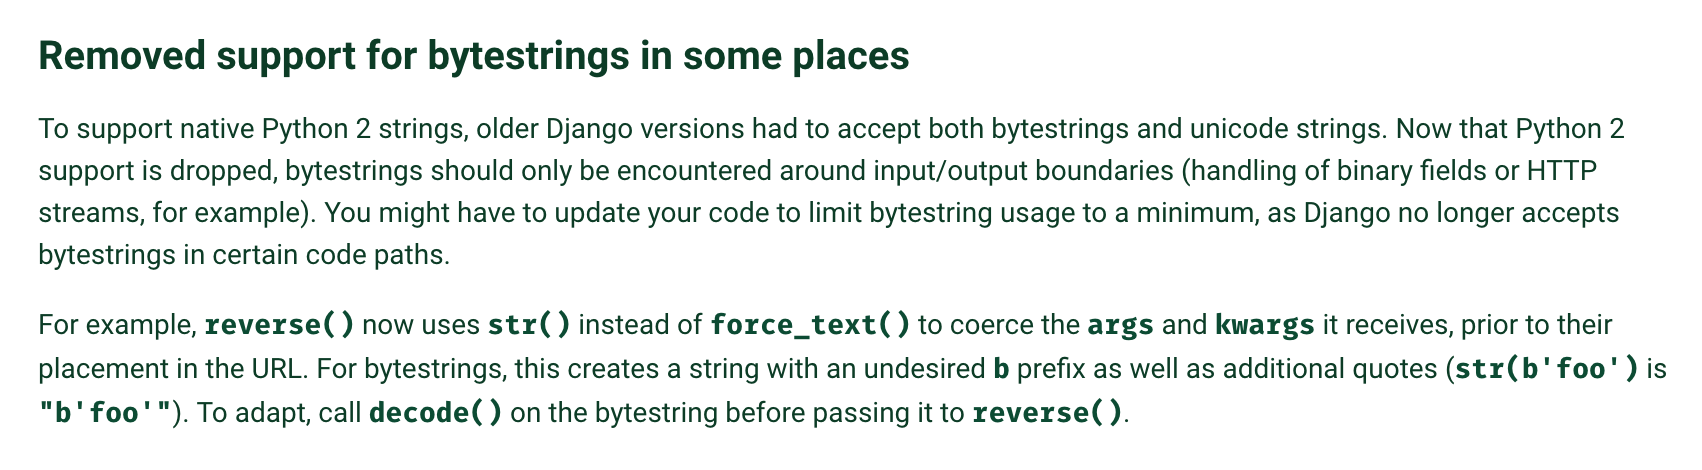 Removed support for bytestrings in some places
To support native Python 2 strings, older Django versions had to accept both bytestrings and unicode strings. Now that Python 2
support is dropped, bytestrings should only be encountered around input/output boundaries (handling of binary fields or HTTP
streams, for example). You might have to update your code to limit bytestring usage to a minimum, as Django no longer accepts
bytestrings in certain code paths.
For example, reverse() now uses str() instead of force_text() to coerce the args and kwargs it receives, prior to their
placement in the URL. For bytestrings, this creates a string with an undesired b prefix as well as additional quotes (str(b'foo') is
"b'foo'"). To adapt, call decode() on the bytestring before passing it to reverse().